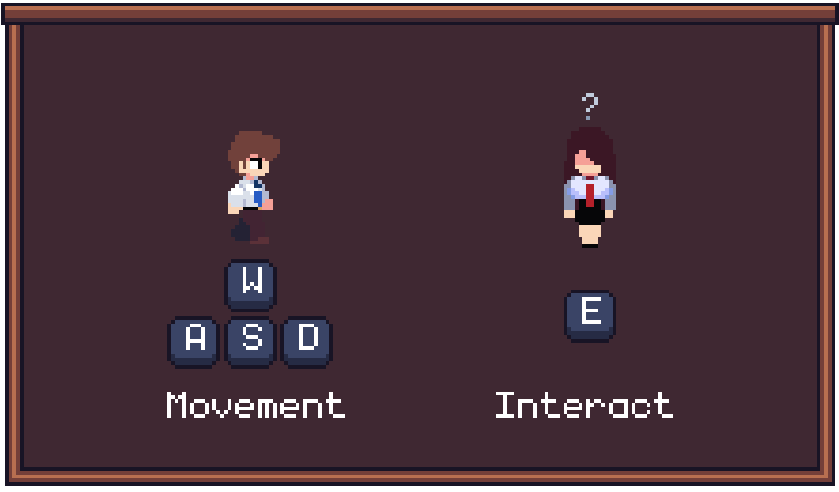 ?
W
A S D
E
Movement
Interact